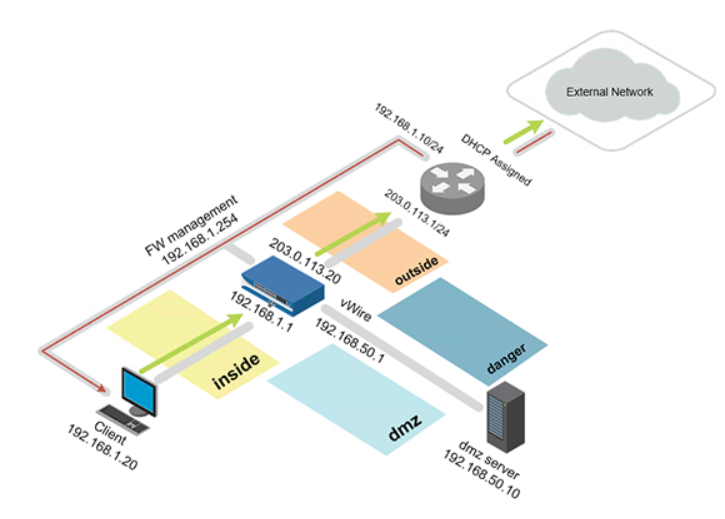 External Network
192.168.1.10/24
DHCP Assigned
203.0.113.1/24
FW management
192.168.1.254
203.0.113.20
outside
192.168.1.1
vWire
192.168.50.1
danger
inside
dmz
Client
192.168.1.20
dmz server
192.168.50.10